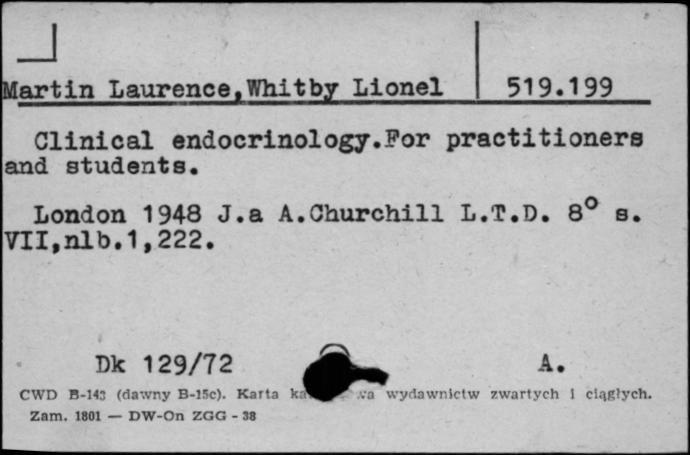 Martin Laurence,Whitby Lionel 519.199
Clinical endocrinology.For practitioners
and students.
London 1948 J.a A.Churchill L.T.D. 8° s.
VII,nlb.1,222.
Dk 129/72 A.
CWD B-143 (dawny B-15c). Karta wydawnictw zwartych i ciągłych.
Zam. 1801 — DW-On ZGG - 38